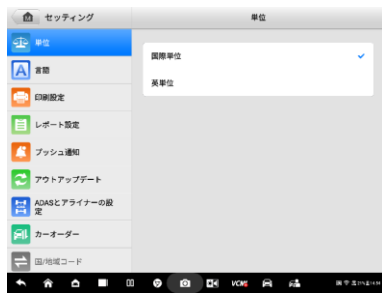 セッティング
単位
単位
国際単位
英単位
A 言語
印刷設定
レポート設定
プッシュ通知
アウトアップデート
ADASとアライナーの設
定
カーオーダー
国/地域コード
VCMI